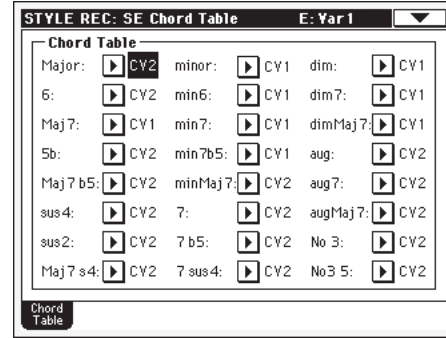 STYLE REC: SE Chord Table E: Var1
Chord Table
Major: CV2 minor: CV1 dim: CV1
6: CV2 min6: CV1 dim7: CV1
Maj7: CV1 min7: CV1 dimMaj7: CV1
5b: CV2 min7b5: CV1 aug: CV2
Maj7b5: CV2 minMaj7: CV2 aug7: CV2
sus4: CV2 7: CV2 augMaj7: CV2
sus2: CV2 7b5: CV2 No 3: CV2
Maj7s4: CV2 7sus4: CV2 No3 5: CV2
Chord
Table